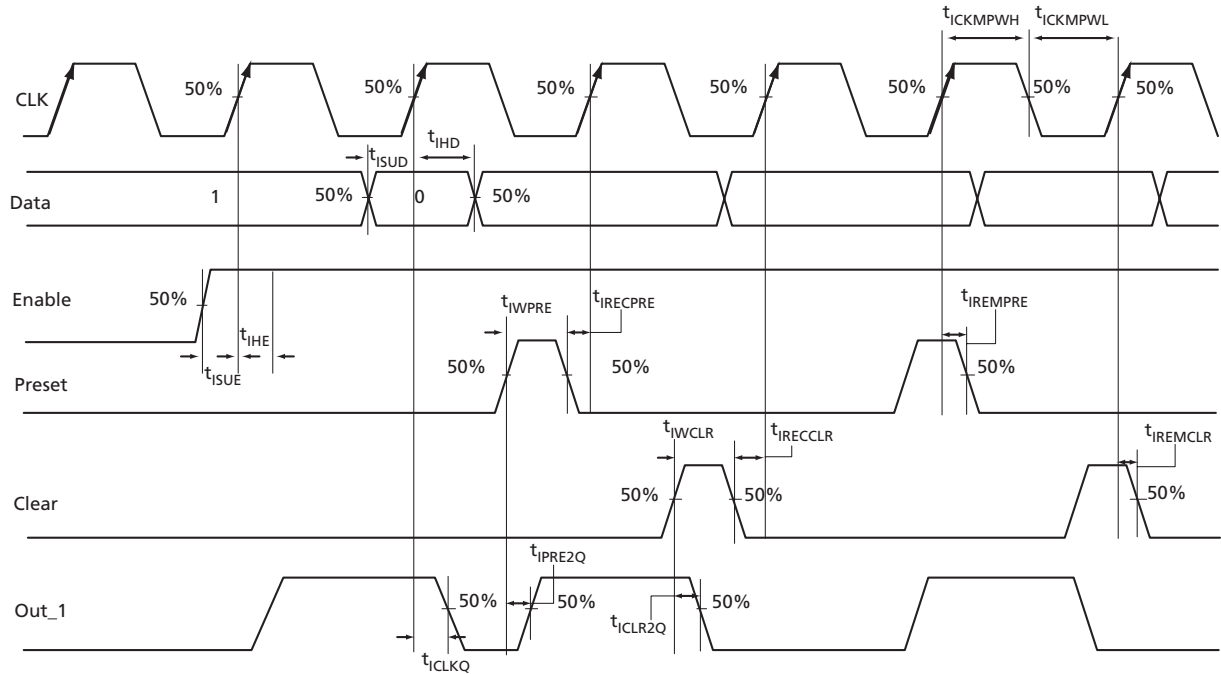 tICKMPWH tICKMPWL
CLK 50% 50% 50% 50% 50% 50% 50%
tISUD tIHD
Data 1 50% 0 50%
Enable 50%
tIHE
tISUE
tIWPRE tIRECPRE tIREMPRE
Preset 50% 50% 50%
tIWCLR tIRECCLR tIREMCLR
Clear 50% 50% 50%
tIPRE2Q
Out_1 50% 50% 50%
tICLR2Q
tICLKQ